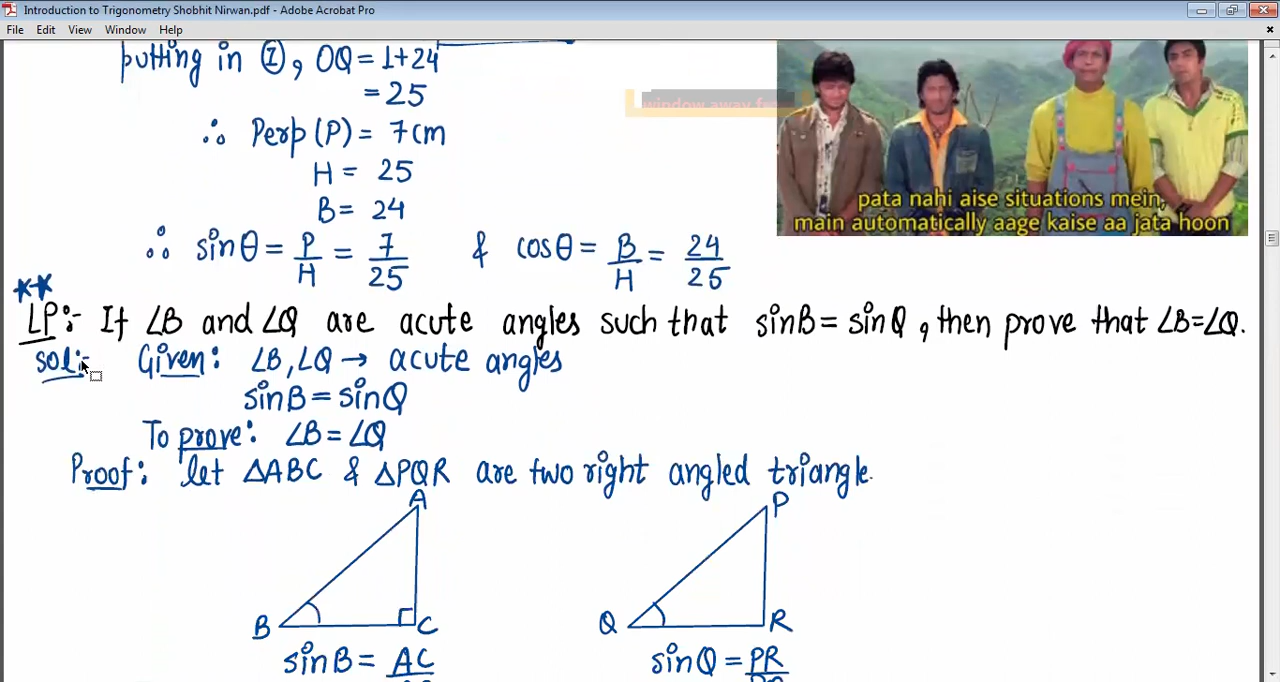 Introduction to Trigonometry Shobhit Nirwan.pdf - Adobe Acrobat Pro
File Edit View Window Help
putting in (I), OQ = 1+24
= 25
∴ Perp (P) = 7cm
H = 25
B = 24
∴ sinθ = P/H = 7/25 & cosθ = B/H = 24/25
window away
pata nahi aise situations mein,
main automatically aage kaise aa jata hoon
** 
LP:- If ∠B and ∠Q are acute angles such that sinB = sinQ, then prove that ∠B=∠Q.
Sol:- Given: ∠B, ∠Q → acute angles
sinB = sinQ
To prove: ∠B = ∠Q
Proof: let ΔABC & ΔPQR are two right angled triangle.
A P
B C Q R
sinB = AC sinQ = PR